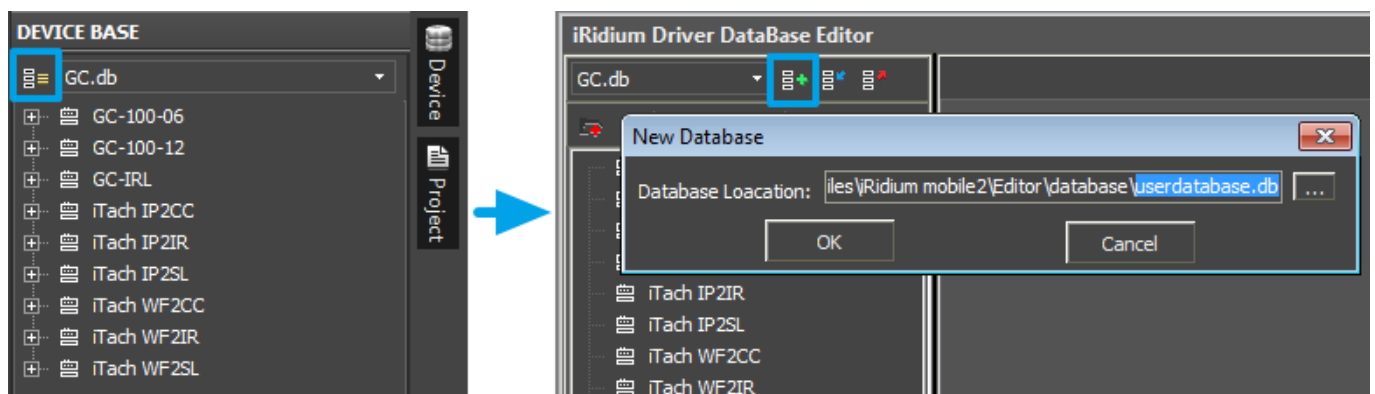 DEVICE BASE
GC.db
GC-100-06
GC-100-12
GC-IRL
iTach IP2CC
iTach IP2IR
iTach IP2SL
iTach WF2CC
iTach WF2IR
iTach WF2SL
Device
Project
iRidium Driver DataBase Editor
GC.db
New Database
Database Loacation:
iles\iRidium mobile2\Editor\database\userdatabase.db
...
OK
Cancel
iTach IP2IR
iTach IP2SL
iTach WF2CC
iTach WF2IR